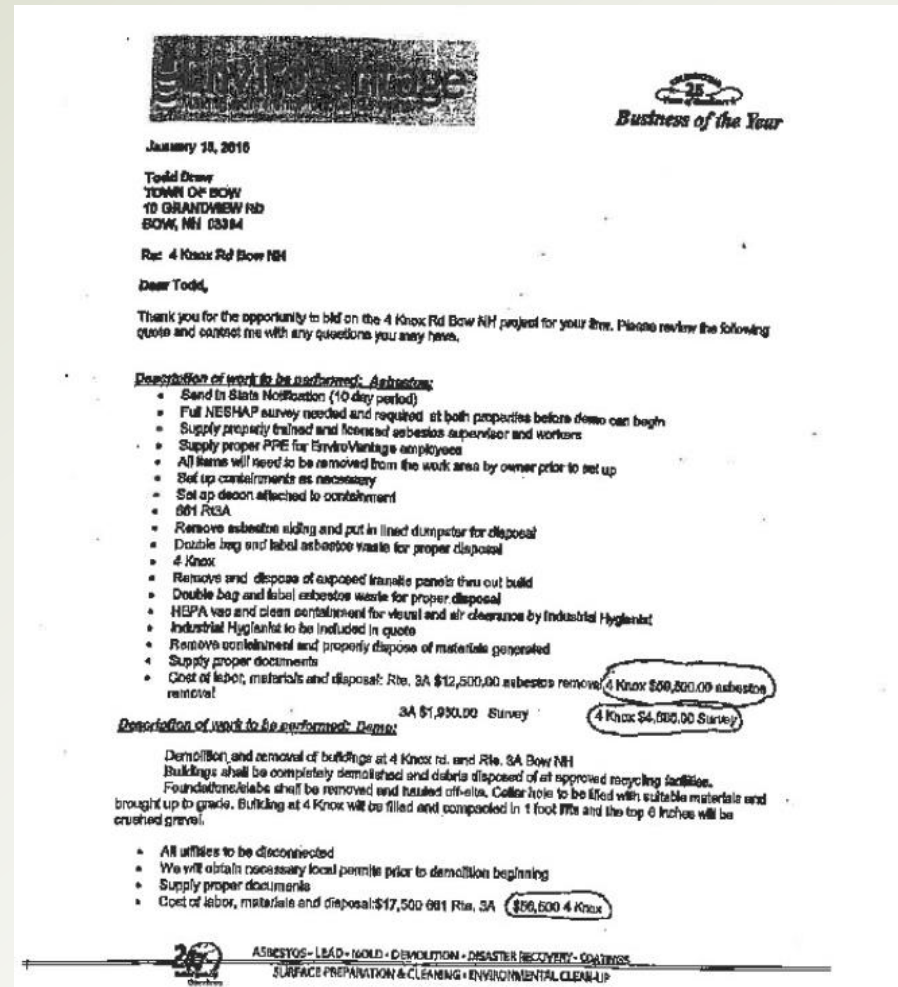 EnviroVantage
25
Business of the Year
January 18, 2016
Todd Drew
TOWN OF BOW
10 GRANDVIEW RD
BOW, NH 03304
Re: 4 Knox Rd Bow NH
Dear Todd,
Thank you for the opportunity to bid on the 4 Knox Rd Bow NH project for your firm. Please review the following
quote and contact me with any questions you may have.
Description of work to be performed: Asbestos:
• Send in State Notification (10 day period)
• Full NESHAP survey needed and required at both properties before demo can begin
• Supply properly trained and licensed asbestos supervisor and workers
• Supply proper PPE for EnviroVantage employees
• All items will need to be removed from the work area by owner prior to set up
• Set up containments as necessary
• Set up decon attached to containment
• 661 Rt3A
• Remove asbestos siding and put in lined dumpster for disposal
• Double bag and label asbestos waste for proper disposal
• 4 Knox
• Remove and dispose of exposed transite panels thru out build
• Double bag and label asbestos waste for proper disposal
• HEPA vac and clean containment for visual and air clearance by Industrial Hygienist
• Industrial Hygienist to be included in quote
• Remove containment and properly dispose of materials generated
• Supply proper documents
• Cost of labor, materials and disposal: Rte. 3A $12,500.00 asbestos removal 4 Knox asbestos
removal
3A $1,950.00 Survey 4 Knox Survey
Description of work to be performed: Demo:
Demolition and removal of buildings at 4 Knox rd. and Rte. 3A Bow NH
Buildings shall be completely demolished and debris disposed of at approved recycling facilities.
Foundations/slabs shall be removed and hauled off-site. Cellar hole to be filled with suitable materials and
brought up to grade. Building at 4 Knox will be filled and compacted in 1 foot lifts and the top 6 inches will be
crushed gravel.
• All utilities to be disconnected
• We will obtain necessary local permits prior to demolition beginning
• Supply proper documents
• Cost of labor, materials and disposal:$17,500 661 Rte. 3A $56,500 4 Knox
ASBESTOS • LEAD • MOLD • DEMOLITION • DISASTER RECOVERY • COATINGS
SURFACE PREPARATION & CLEANING • ENVIRONMENTAL CLEAN-UP